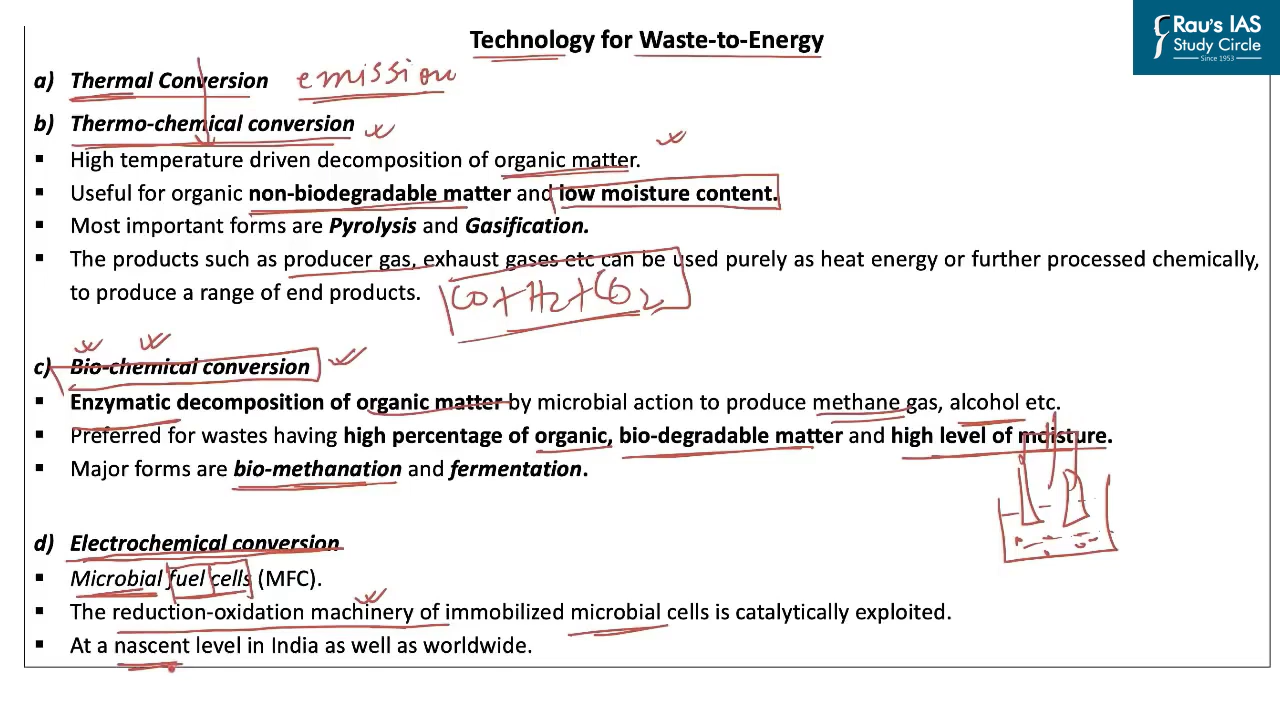 Technology for Waste-to-Energy
Rau's IAS
Study Circle
Since 1953
a) Thermal Conversion emission
b) Thermo-chemical conversion
▪ High temperature driven decomposition of organic matter.
▪ Useful for organic non-biodegradable matter and low moisture content.
▪ Most important forms are Pyrolysis and Gasification.
▪ The products such as producer gas, exhaust gases etc can be used purely as heat energy or further processed chemically,
to produce a range of end products. CO+H2+CO2
c) Bio-chemical conversion
▪ Enzymatic decomposition of organic matter by microbial action to produce methane gas, alcohol etc.
▪ Preferred for wastes having high percentage of organic, bio-degradable matter and high level of moisture.
▪ Major forms are bio-methanation and fermentation.
d) Electrochemical conversion
▪ Microbial fuel cells (MFC).
▪ The reduction-oxidation machinery of immobilized microbial cells is catalytically exploited.
▪ At a nascent level in India as well as worldwide.